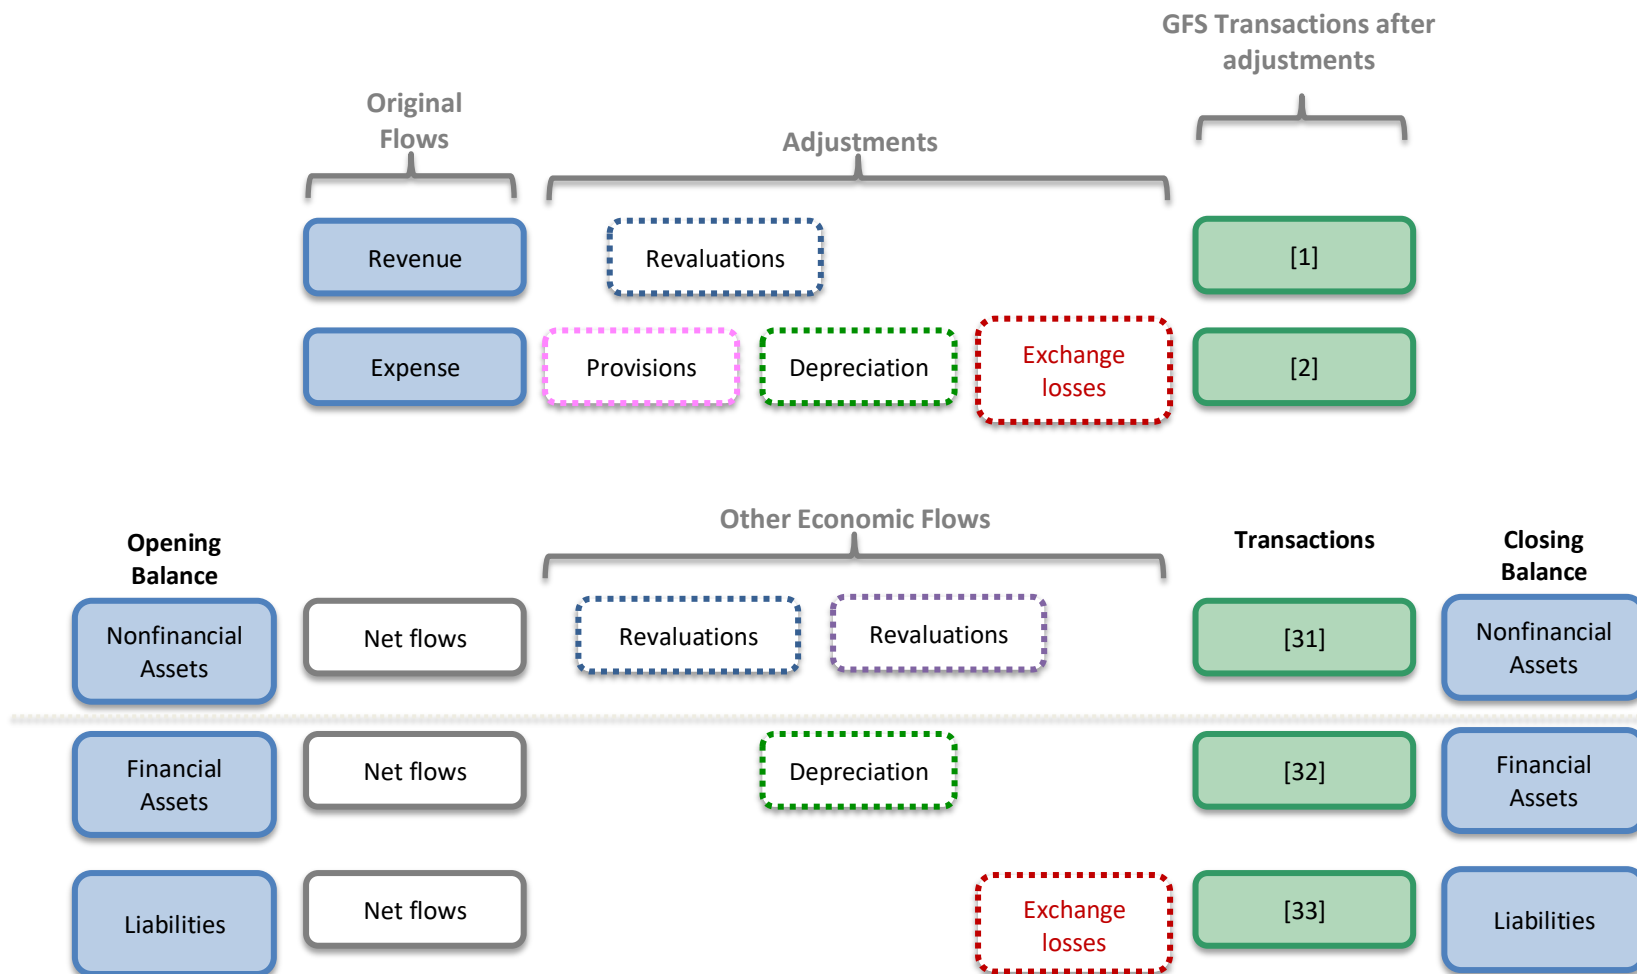 GFS Transactions after
adjustments
Original
Flows
Adjustments
Revenue
Revaluations
[1]
Expense
Provisions
Depreciation
Exchange
losses
[2]
Other Economic Flows
Opening
Balance
Transactions
Closing
Balance
Nonfinancial
Assets
Net flows
Revaluations
Revaluations
[31]
Nonfinancial
Assets
Financial
Assets
Net flows
Depreciation
[32]
Financial
Assets
Liabilities
Net flows
Exchange
losses
[33]
Liabilities